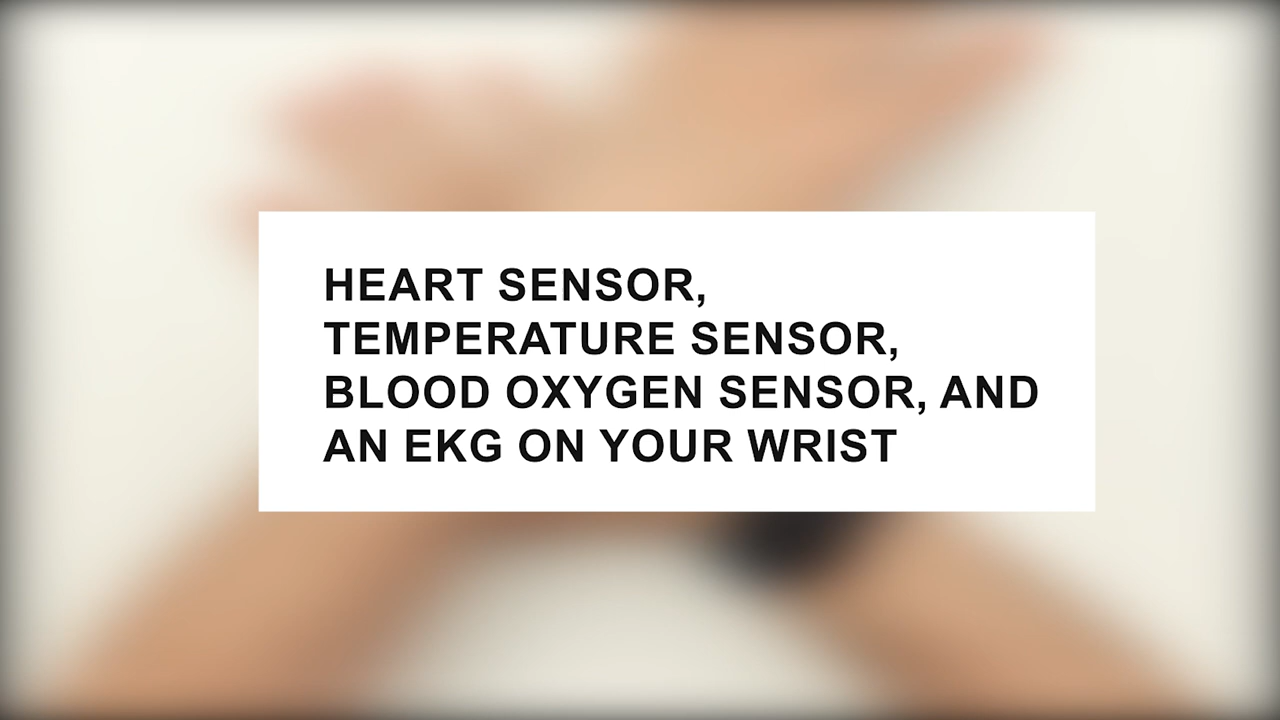 HEART SENSOR,
TEMPERATURE SENSOR,
BLOOD OXYGEN SENSOR, AND
AN EKG ON YOUR WRIST